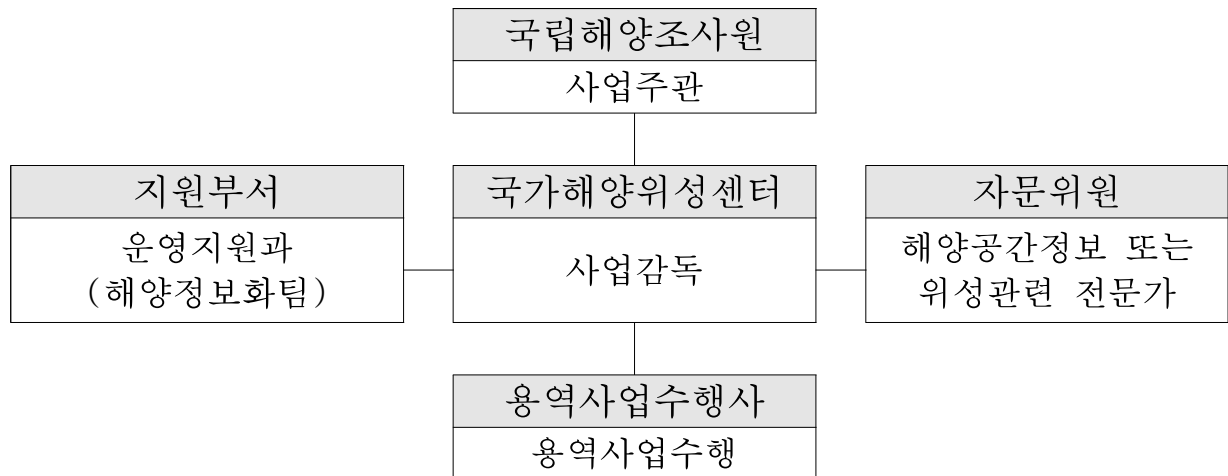 국립해양조사원
사업주관
지원부서
운영지원과
(해양정보화팀)
국가해양위성센터
사업감독
자문위원
해양공간정보 또는
위성관련 전문가
용역사업수행사
용역사업수행